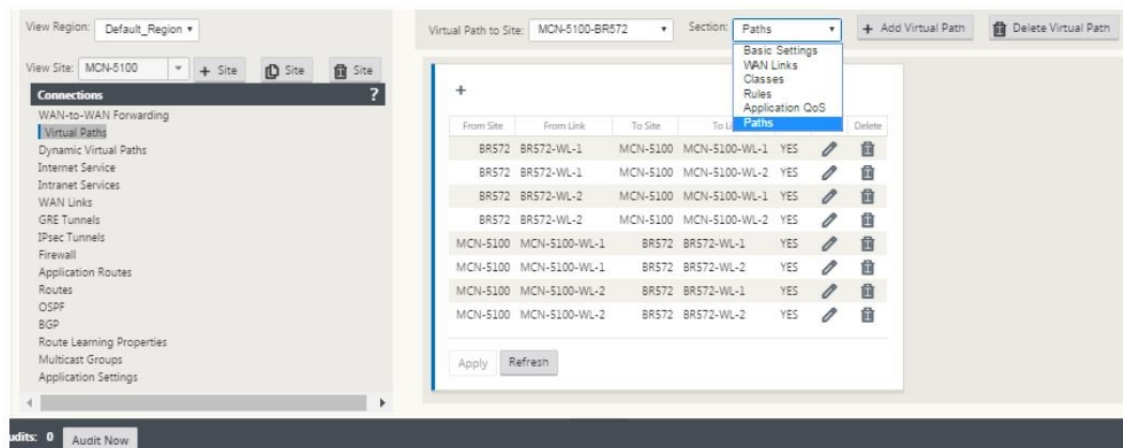 View Region: Default_Region
Virtual Path to Site: MCN-5100-BR572 Section: Paths + Add Virtual Path Delete Virtual Path
Basic Settings
WAN Links
Classes
Rules
Application QoS
Paths
View Site: MCN-5100 + Site Site Site
Connections ?
WAN-to-WAN Forwarding
Virtual Paths
Dynamic Virtual Paths
Internet Service
Intranet Services
WAN Links
GRE Tunnels
IPsec Tunnels
Firewall
Application Routes
Routes
OSPF
BGP
Route Learning Properties
Multicast Groups
Application Settings
+
From Site From Link To Site Delete
BR572 BR572-WL-1 MCN-5100 MCN-5100-WL-1 YES
BR572 BR572-WL-1 MCN-5100 MCN-5100-WL-2 YES
BR572 BR572-WL-2 MCN-5100 MCN-5100-WL-1 YES
BR572 BR572-WL-2 MCN-5100 MCN-5100-WL-2 YES
MCN-5100 MCN-5100-WL-1 BR572 BR572-WL-1 YES
MCN-5100 MCN-5100-WL-1 BR572 BR572-WL-2 YES
MCN-5100 MCN-5100-WL-2 BR572 BR572-WL-1 YES
MCN-5100 MCN-5100-WL-2 BR572 BR572-WL-2 YES
Apply Refresh
udits: 0 Audit Now